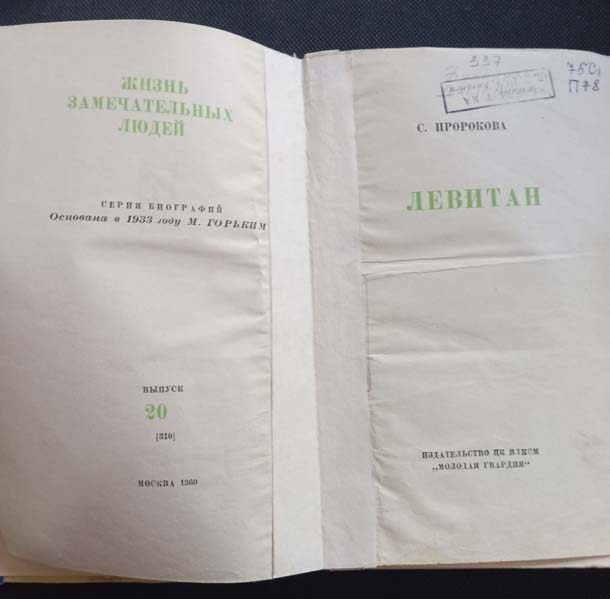 ЖИЗНЬ
ЗАМЕЧАТЕЛЬНЫХ
ЛЮДЕЙ
СЕРИЯ БИОГРАФИЙ
Основана в 1933 году М. ГОРЬКИМ
ВЫПУСК
20
[310]
МОСКВА 1960
337
75С1
П78
С. ПРОРОКОВА
ЛЕВИТАН
ИЗДАТЕЛЬСТВО ЦК ВЛКСМ
„МОЛОДАЯ ГВАРДИЯ“